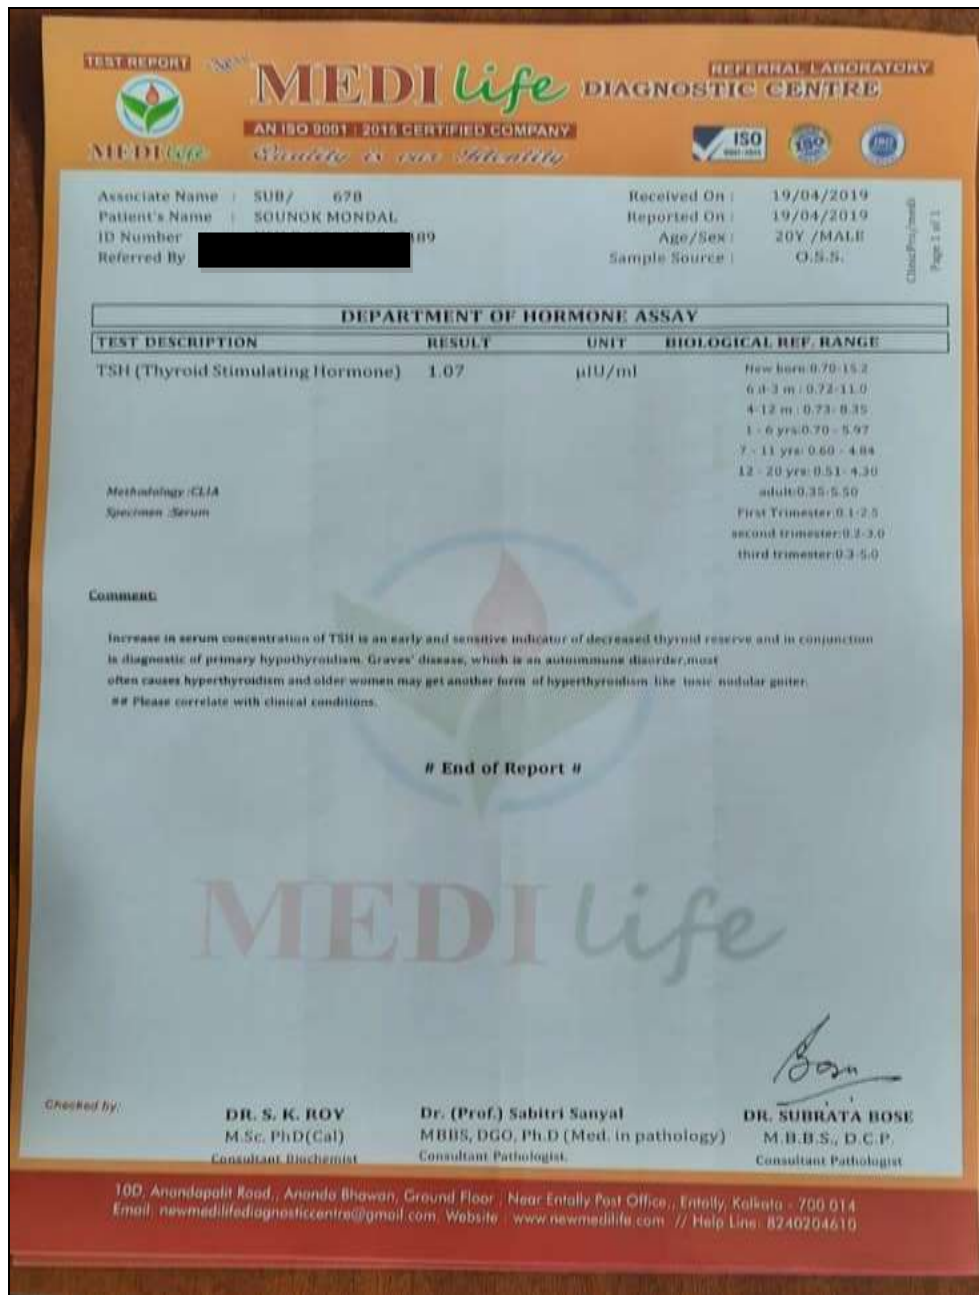 TEST REPORT
New MEDI Life DIAGNOSTIC CENTRE
REFERRAL LABORATORY
AN ISO 9001 : 2015 CERTIFIED COMPANY
MEDI Life
is our Identity
ISO
ISO
ISO
Associate Name : SUB/ 678
Received On : 19/04/2019
Patient's Name : SOUNOK MONDAL
Reported On : 19/04/2019
ID Number 189
Age/Sex : 20Y /MALE
Referred By
Sample Source : O.S.S.
ClinicPro/medi
Page 1 of 1
DEPARTMENT OF HORMONE ASSAY
TEST DESCRIPTION RESULT UNIT BIOLOGICAL REF. RANGE
TSH (Thyroid Stimulating Hormone) 1.07 µIU/ml New born:0.70-15.2
6 d-3 m : 0.72-11.0
4-12 m : 0.73- 8.35
1 - 6 yrs:0.70 - 5.97
7 - 11 yrs: 0.60 - 4.84
12 - 20 yrs: 0.51- 4.30
Methodology :CLIA adult:0.35-5.50
Specimen :Serum First Trimester:0.1-2.5
second trimester:0.2-3.0
third trimester:0.3-5.0
Comment:
Increase in serum concentration of TSH is an early and sensitive indicator of decreased thyroid reserve and in conjunction
is diagnostic of primary hypothyroidism. Graves' disease, which is an autoimmune disorder,most
often causes hyperthyroidism and older women may get another form of hyperthyroidism like toxic nodular goiter.
## Please correlate with clinical conditions.
# End of Report #
MEDI Life
Bose
Checked by:
DR. S. K. ROY Dr. (Prof.) Sabitri Sanyal DR. SUBRATA BOSE
M.Sc. PhD(Cal) MBBS, DGO, Ph.D (Med. in pathology) M.B.B.S., D.C.P.
Consultant Biochemist Consultant Pathologist. Consultant Pathologist
10D, Anandapalit Road,, Ananda Bhawan, Ground Floor , Near Entally Post Office,, Entally, Kolkata - 700 014
Email newmedilifediagnosticcentre@gmail.com, Website : www.newmedilife.com // Help Line: 8240204610